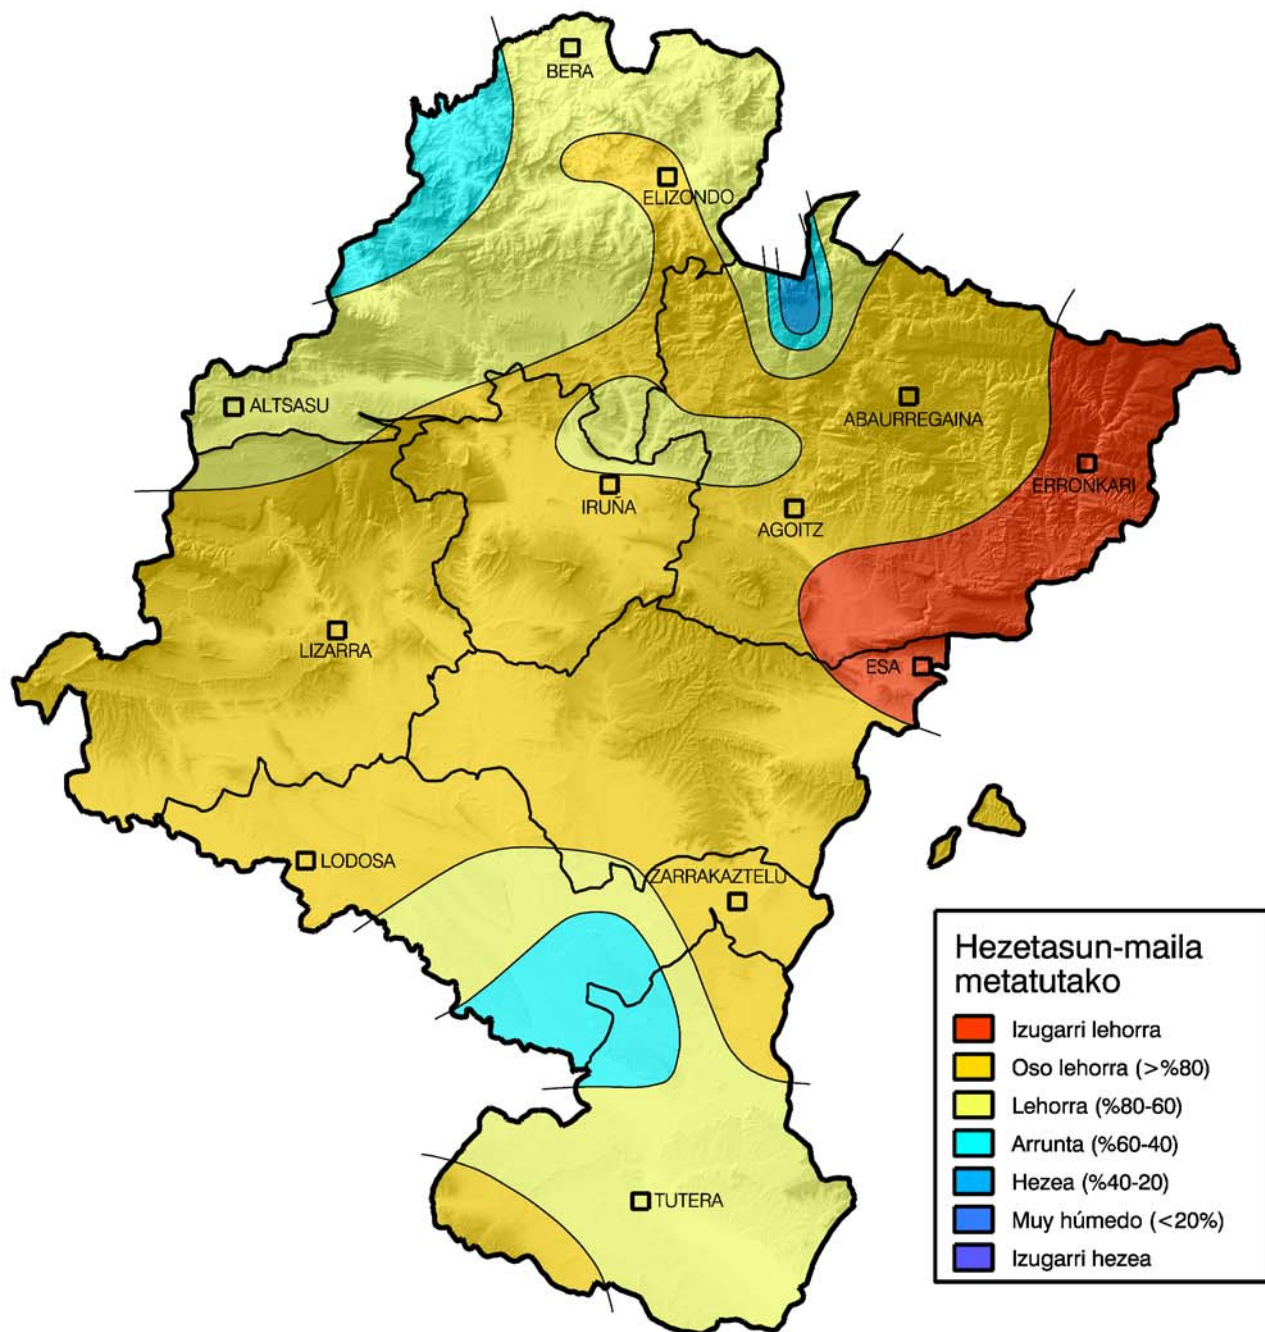 BERA
ELIZONDO
ALTSASU
ABAURREGAINA
ERRONKARI
IRUÑA
AGOITZ
LIZARRA
ESA
LODOSA
ZARRAKAZTELU
TUTERA
Hezetasun-maila
metatutako
Izugarri lehorra
Oso lehorra (>%80)
Lehorra (%80-60)
Arrunta (%60-40)
Hezea (%40-20)
Muy húmedo (<20%)
Izugarri hezea